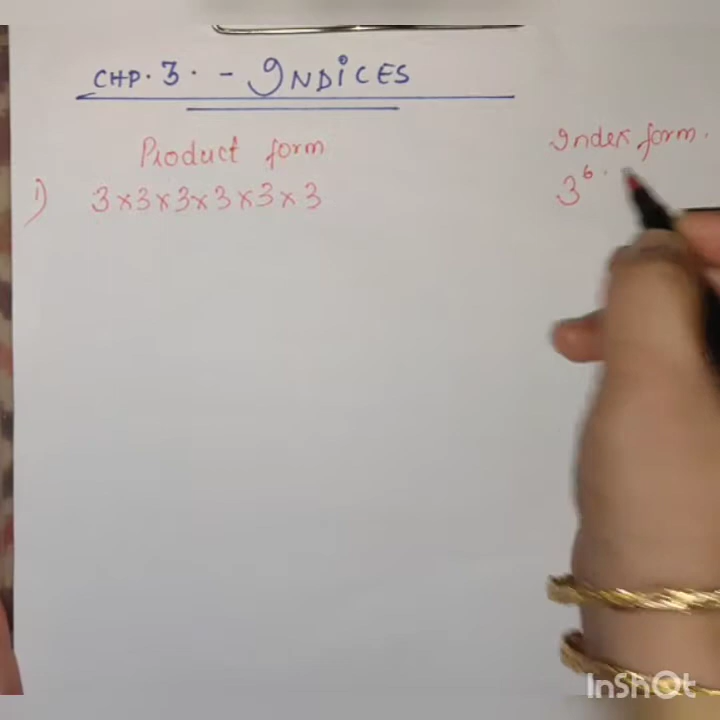 CHP. 3. - INDICES
Product form
Index form.
1) 3×3×3×3×3×3
3⁶.
InShOt